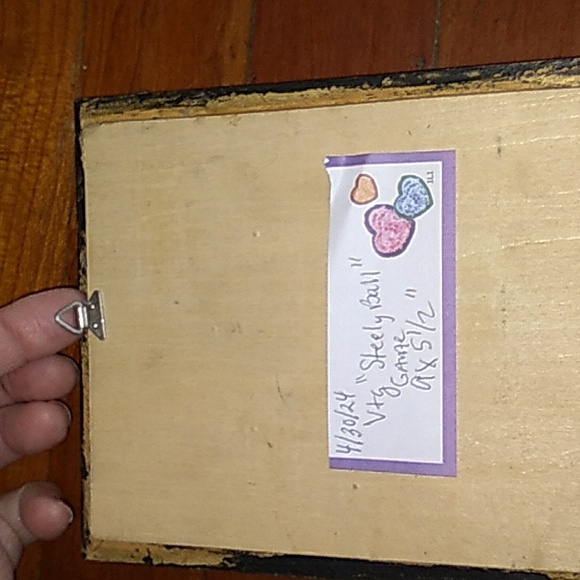 4/30/24
Vtg "Steely Ball"
GAME
9 x 5 1/2"